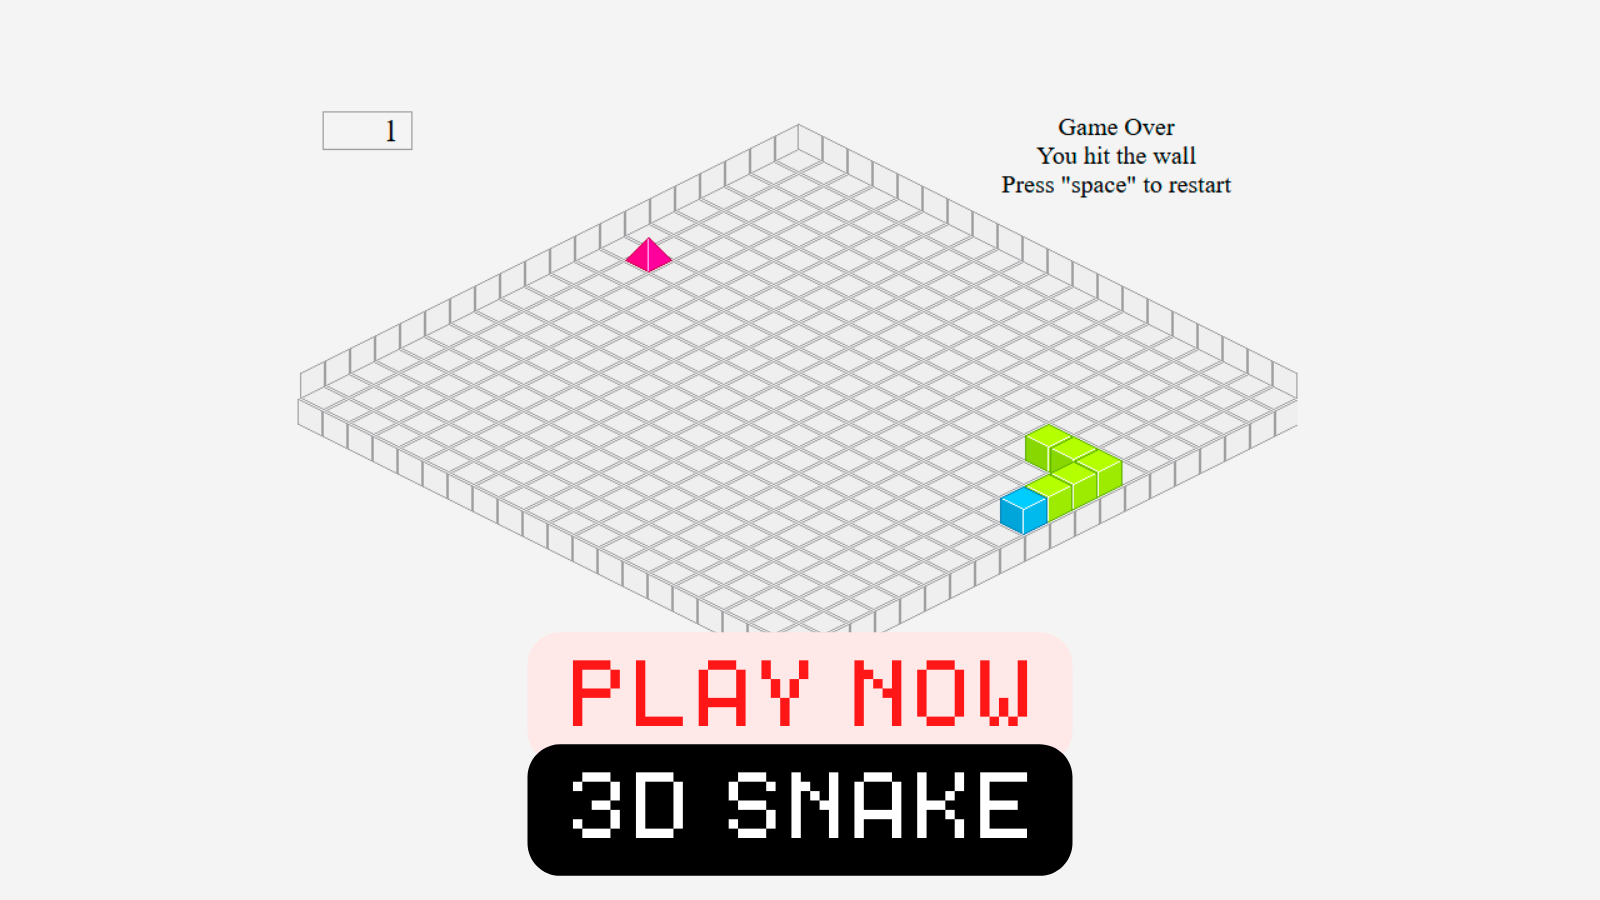 1
Game Over
You hit the wall
Press "space" to restart
PLAY NOW
3D SNAKE